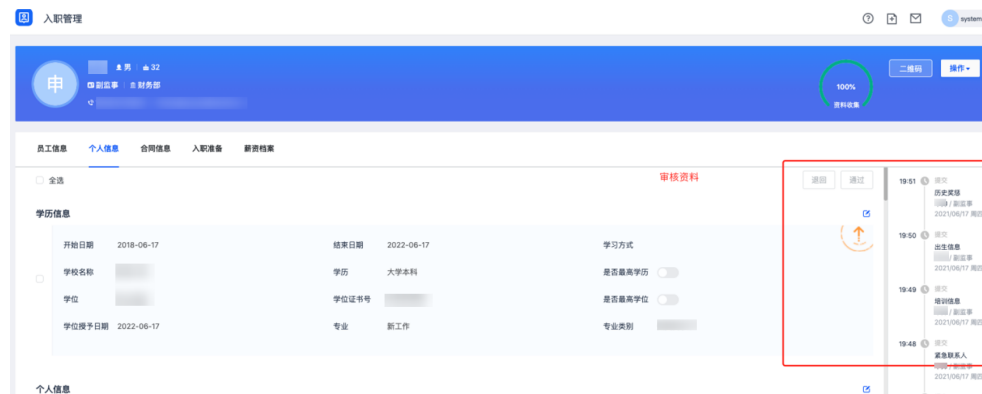 入职管理
S system
申
男 32
副监事 财务部
100%
资料收集
二维码 操作
员工信息 个人信息 合同信息 入职准备 薪资档案
全选
审核资料
退回 通过
学历信息
开始日期 2018-06-17 结束日期 2022-06-17 学习方式
学校名称 学历 大学本科 是否最高学历
学位 学位证书号 是否最高学位
学位授予日期 2022-06-17 专业 新工作 专业类别
个人信息
19:51 提交
历史奖惩
/ 副监事
2021/06/17 周四
19:50 提交
出生信息
/ 副监事
2021/06/17 周四
19:49 提交
培训信息
/ 副监事
2021/06/17 周四
19:48 提交
紧急联系人
/ 副监事
2021/06/17 周四